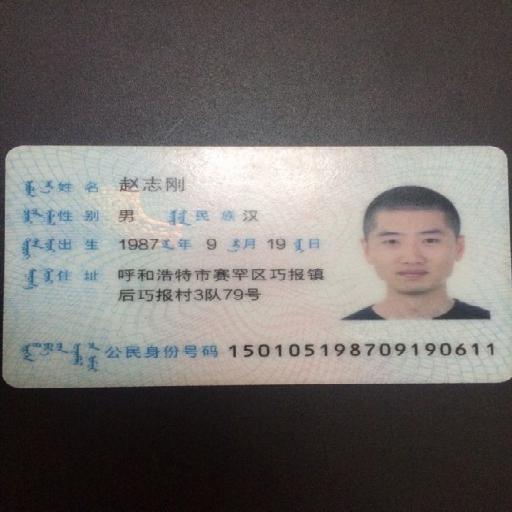 姓名 赵志刚
性别 男 民族 汉
出生 1987 年 9 月 19 日
住址 呼和浩特市赛罕区巧报镇
后巧报村3队79号
公民身份号码 150105198709190611